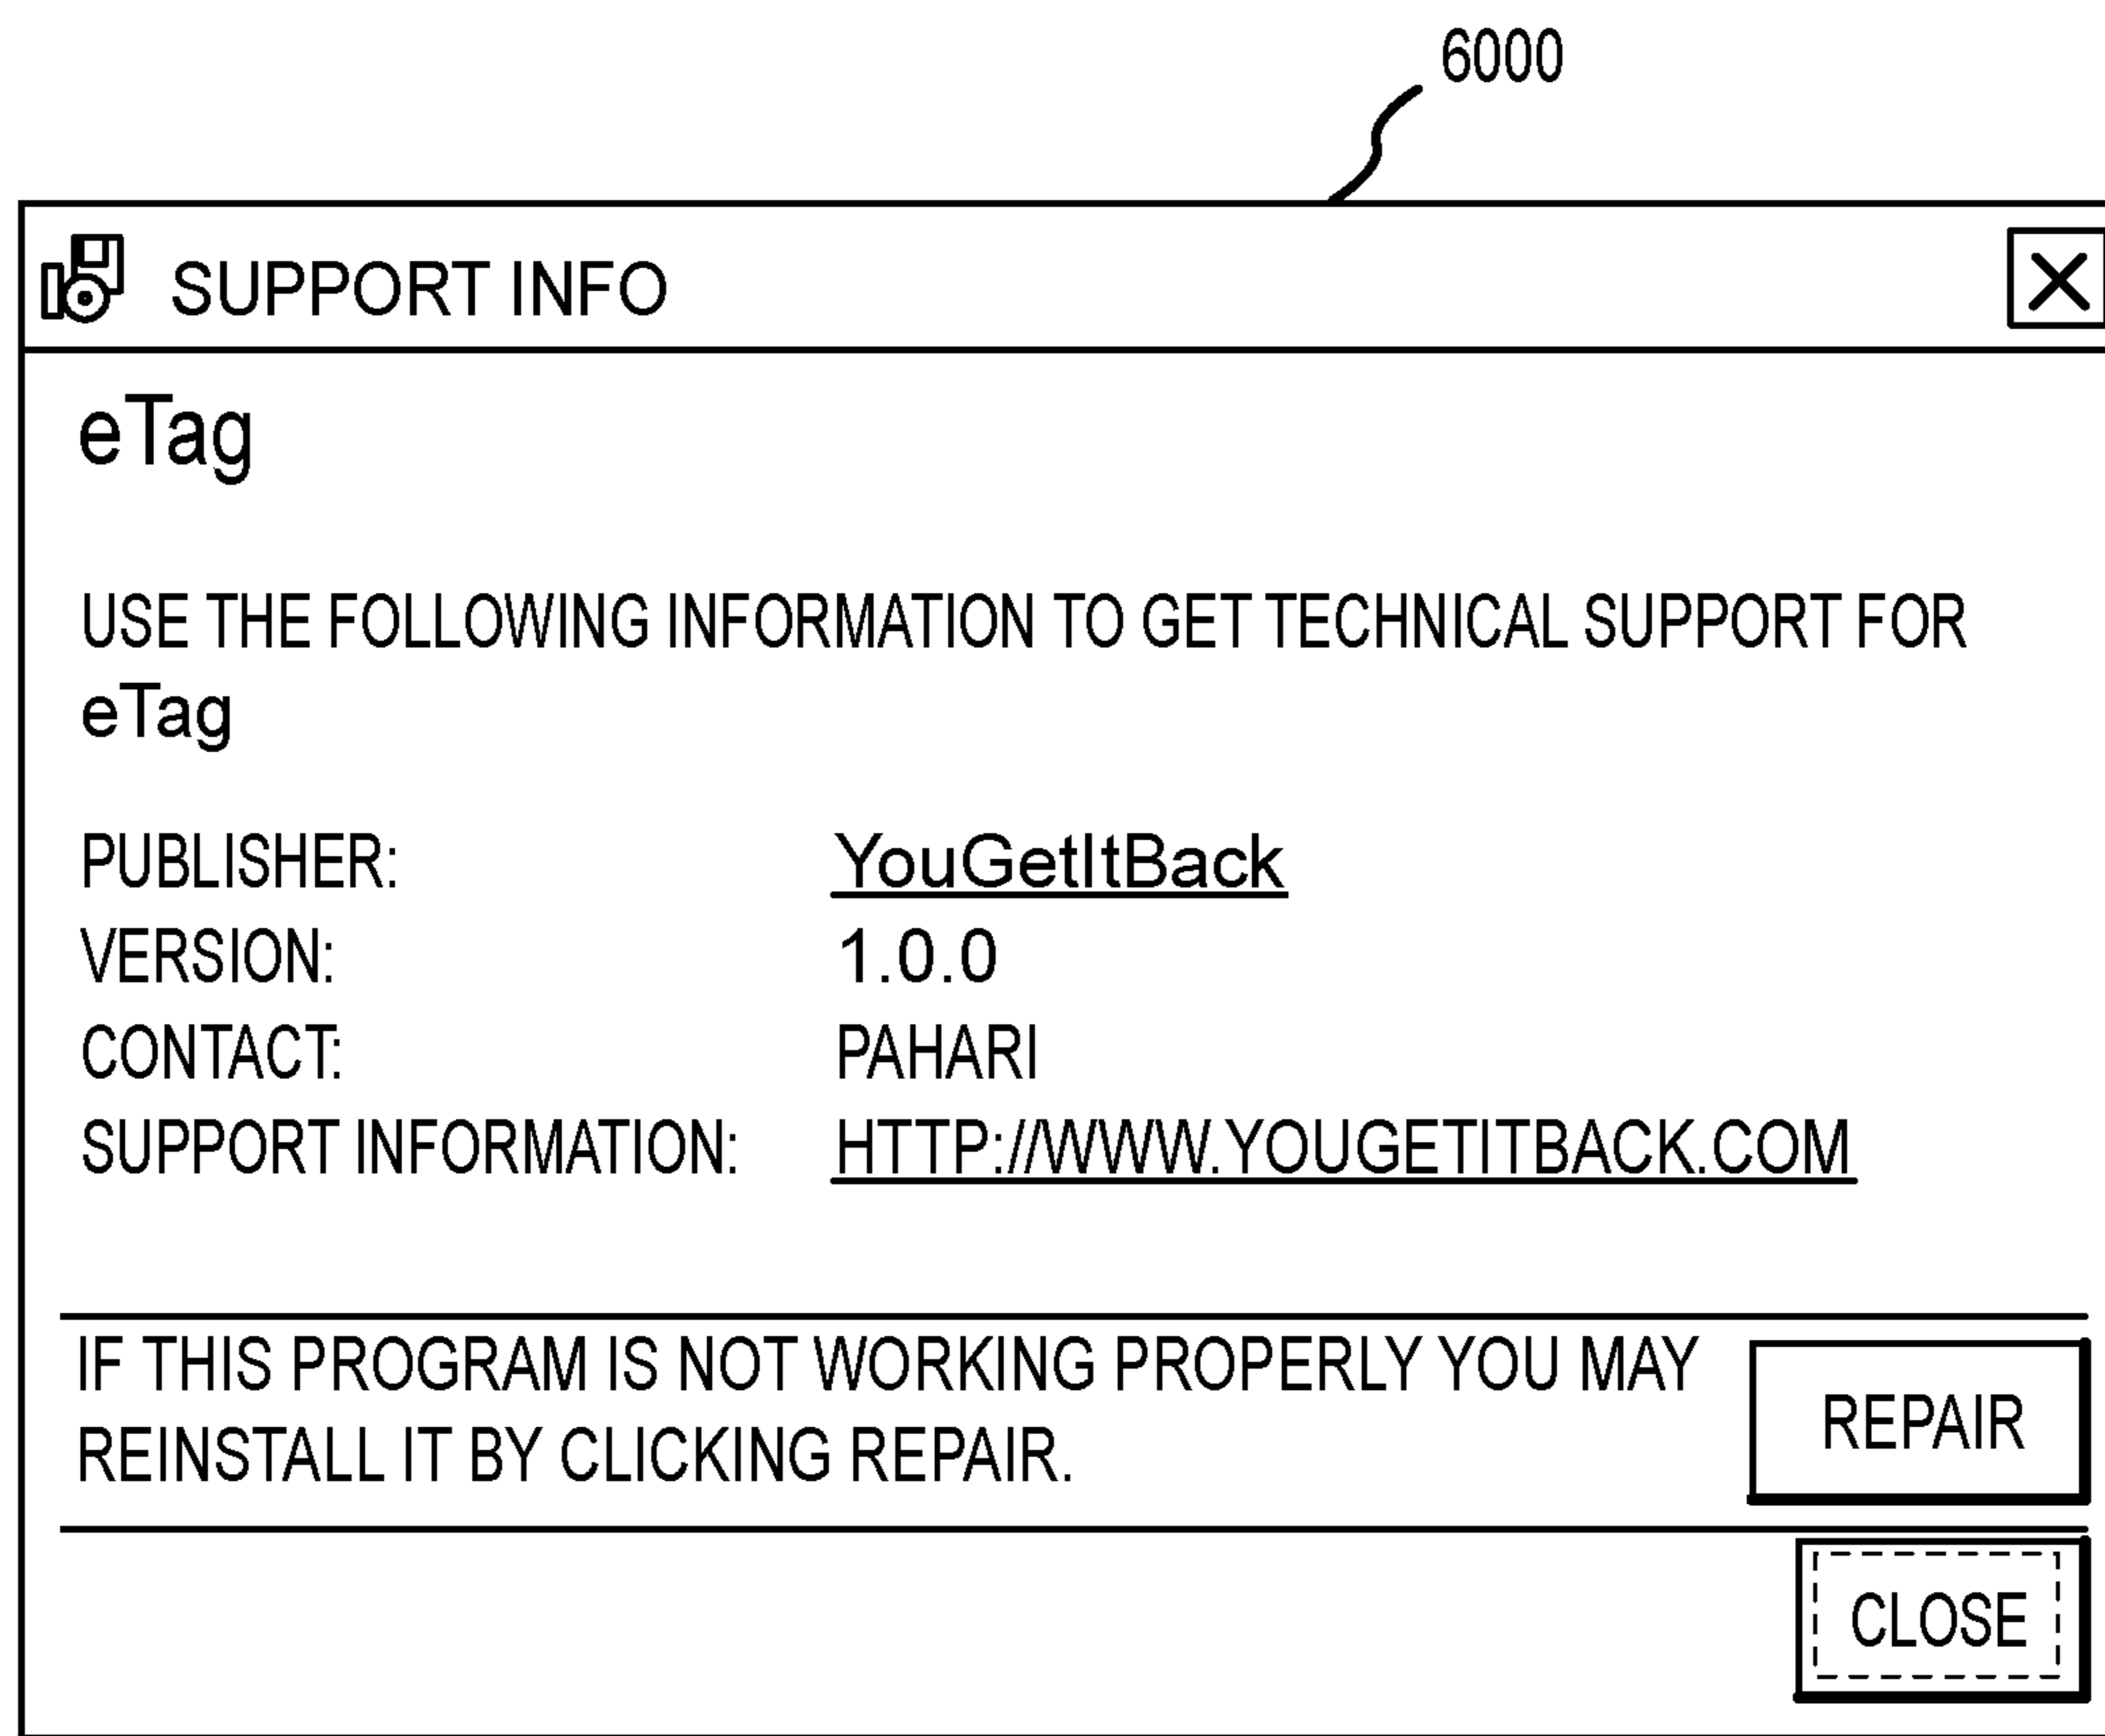 6000
SUPPORT INFO
eTag
USE THE FOLLOWING INFORMATION TO GET TECHNICAL SUPPORT FOR
eTag
PUBLISHER: YouGetItBack
VERSION: 1.0.0
CONTACT: PAHARI
SUPPORT INFORMATION: HTTP://WWW.YOUGETITBACK.COM
IF THIS PROGRAM IS NOT WORKING PROPERLY YOU MAY
REINSTALL IT BY CLICKING REPAIR.
REPAIR
CLOSE